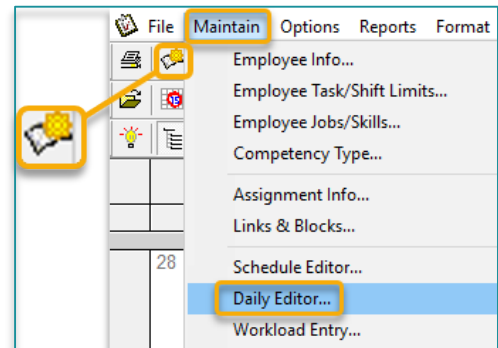 File Maintain Options Reports Format
Employee Info...
Employee Task/Shift Limits...
Employee Jobs/Skills...
Competency Type...
Assignment Info...
Links & Blocks...
28 Schedule Editor...
Daily Editor...
Workload Entry...